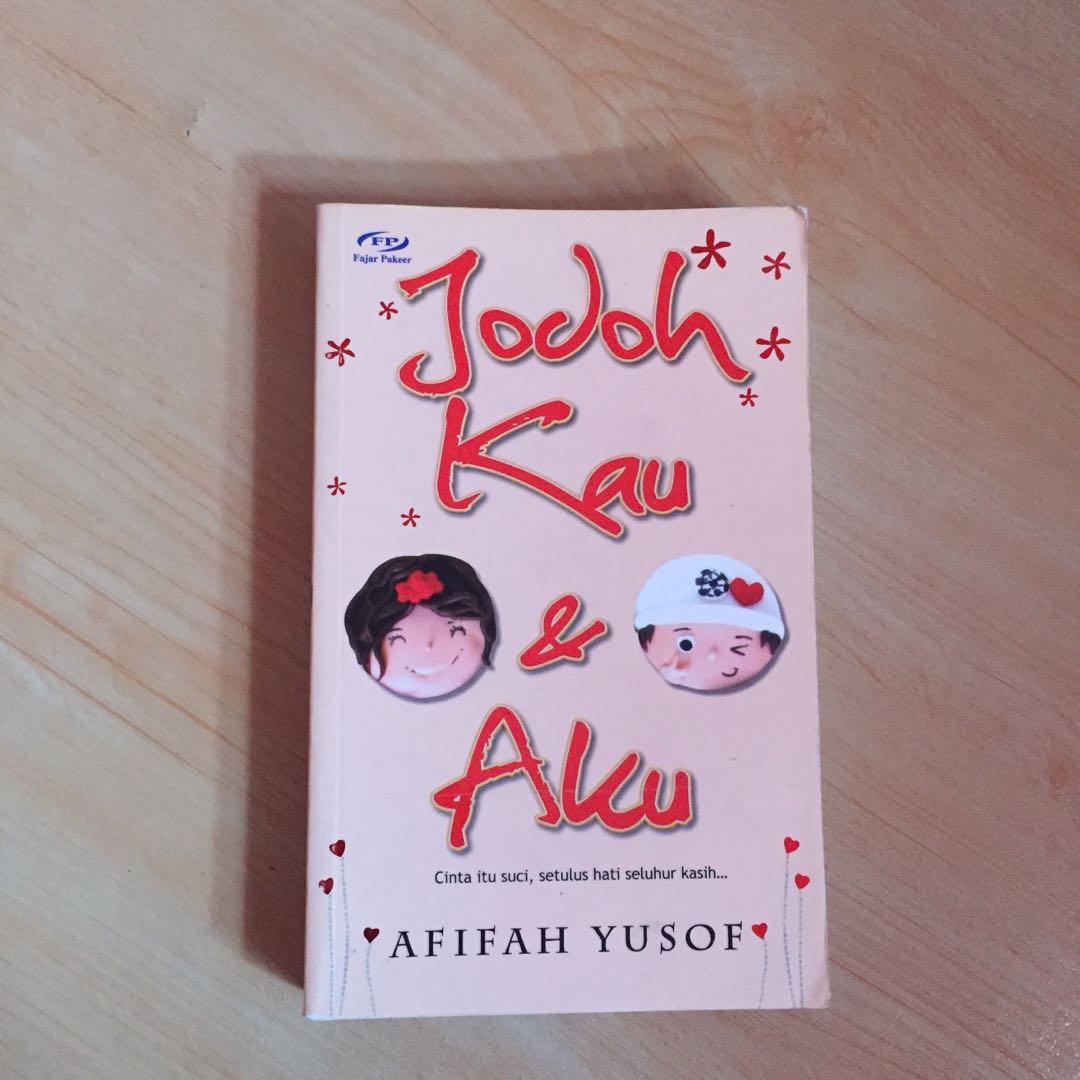 FP
Fajar Pakeer
Jodoh
Kau
&
Aku
Cinta itu suci, setulus hati seluhur kasih...
AFIFAH YUSOF